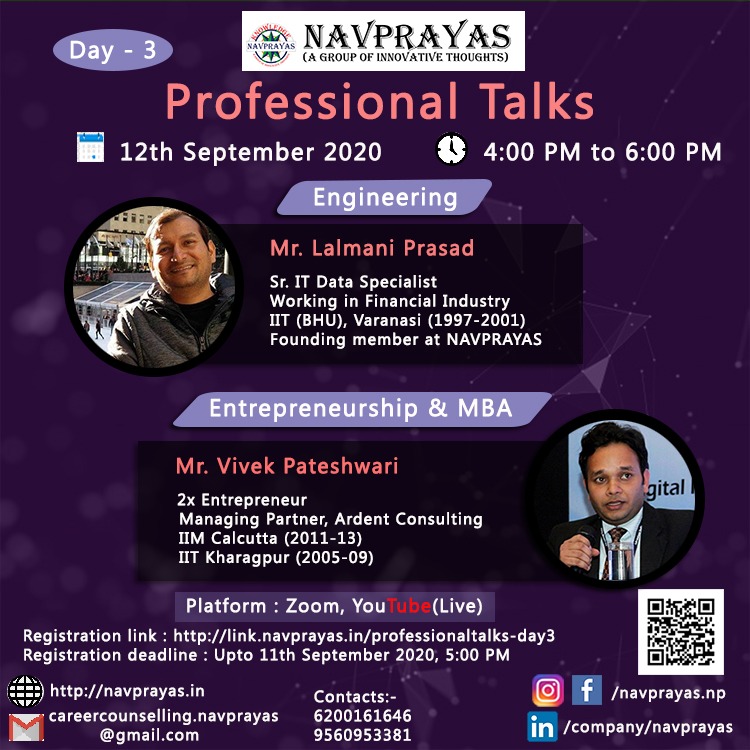 Day - 3
KNOWLEDGE
NAVPRAYAS
NAVPRAYAS
(A GROUP OF INNOVATIVE THOUGHTS)
Professional Talks
12th September 2020
4:00 PM to 6:00 PM
Engineering
Mr. Lalmani Prasad
Sr. IT Data Specialist
Working in Financial Industry
IIT (BHU), Varanasi (1997-2001)
Founding member at NAVPRAYAS
Entrepreneurship & MBA
Mr. Vivek Pateshwari
2x Entrepreneur
Managing Partner, Ardent Consulting
IIM Calcutta (2011-13)
IIT Kharagpur (2005-09)
gital
Platform : Zoom, YouTube(Live)
Registration link : http://link.navprayas.in/professionaltalks-day3
Registration deadline : Upto 11th September 2020, 5:00 PM
http://navprayas.in
careercounselling.navprayas
@gmail.com
Contacts:-
6200161646
9560953381
/navprayas.np
/company/navprayas